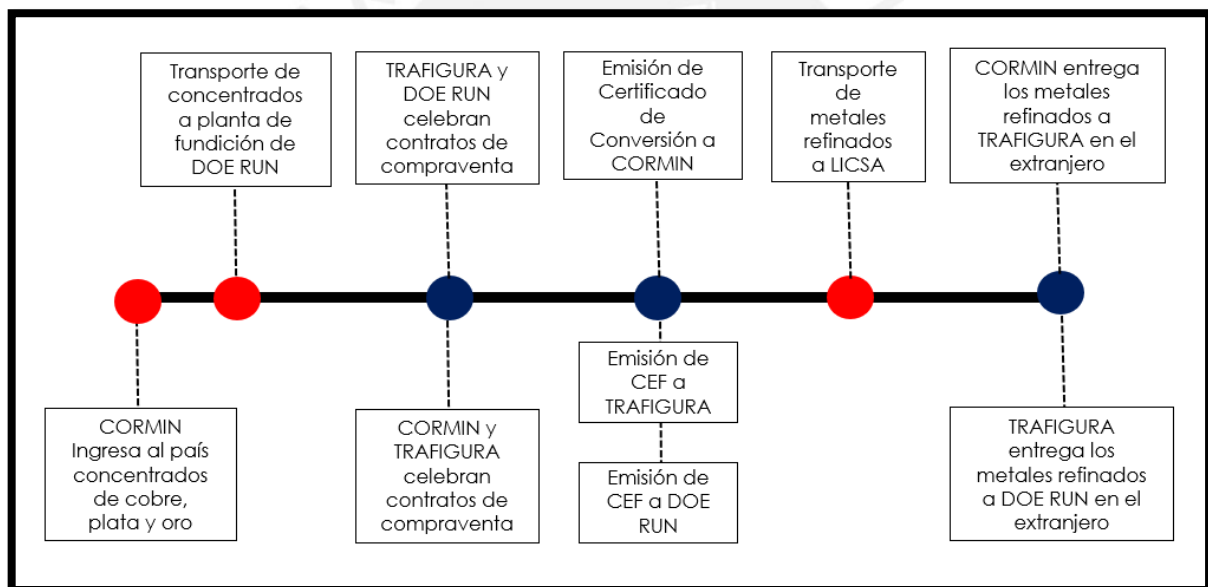 Transporte de
concentrados
a planta de
fundición de
DOE RUN
TRAFIGURA y
DOE RUN
celebran
contratos de
compraventa
Emisión de
Certificado
de
Conversión a
CORMIN
Transporte
de
metales
refinados
a LICSA
CORMIN entrega
los metales
refinados a
TRAFIGURA en el
extranjero
CORMIN
Ingresa al país
concentrados
de cobre,
plata y oro
CORMIN y
TRAFIGURA
celebran
contratos de
compraventa
Emisión de
CEF a
TRAFIGURA
Emisión de
CEF a DOE
RUN
TRAFIGURA
entrega los
metales refinados
a DOE RUN en el
extranjero